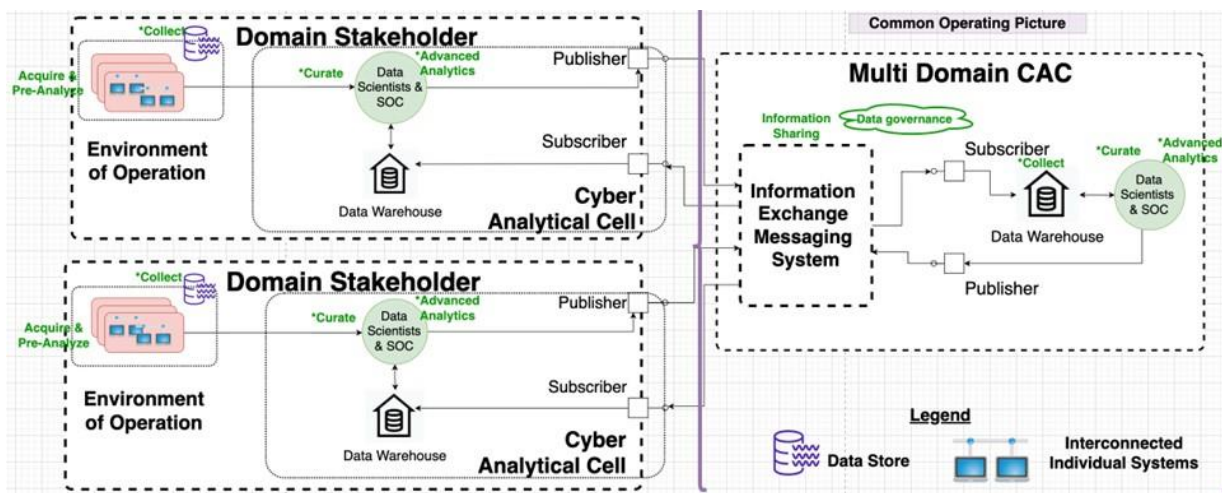 *Collect
Domain Stakeholder
Acquire &
Pre-Analyze
*Curate
Data
Scientists &
SOC
*Advanced
Analytics
Publisher
Environment
of Operation
Subscriber
Data Warehouse
Cyber
Analytical Cell
*Collect
Domain Stakeholder
Acquire &
Pre-Analyze
*Curate
Data
Scientists
& SOC
*Advanced
Analytics
Publisher
Environment
of Operation
Subscriber
Data Warehouse
Cyber
Analytical Cell
Common Operating Picture
Multi Domain CAC
Information
Sharing
Data governance
Information
Exchange
Messaging
System
Subscriber
*Collect
Data Warehouse
*Curate
*Advanced
Analytics
Data
Scientists
& SOC
Publisher
Legend
Data Store
Interconnected
Individual Systems